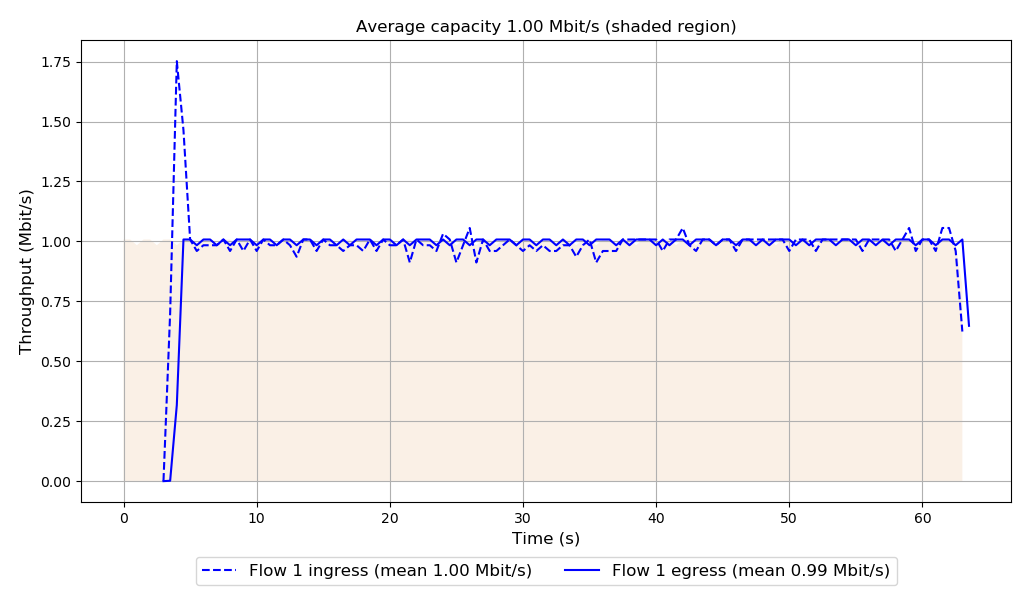 Average capacity 1.00 Mbit/s (shaded region)
Throughput (Mbit/s)
1.75
1.50
1.25
1.00
0.75
0.50
0.25
0.00
0 10 20 30 40 50 60
Time (s)
Flow 1 ingress (mean 1.00 Mbit/s) Flow 1 egress (mean 0.99 Mbit/s)